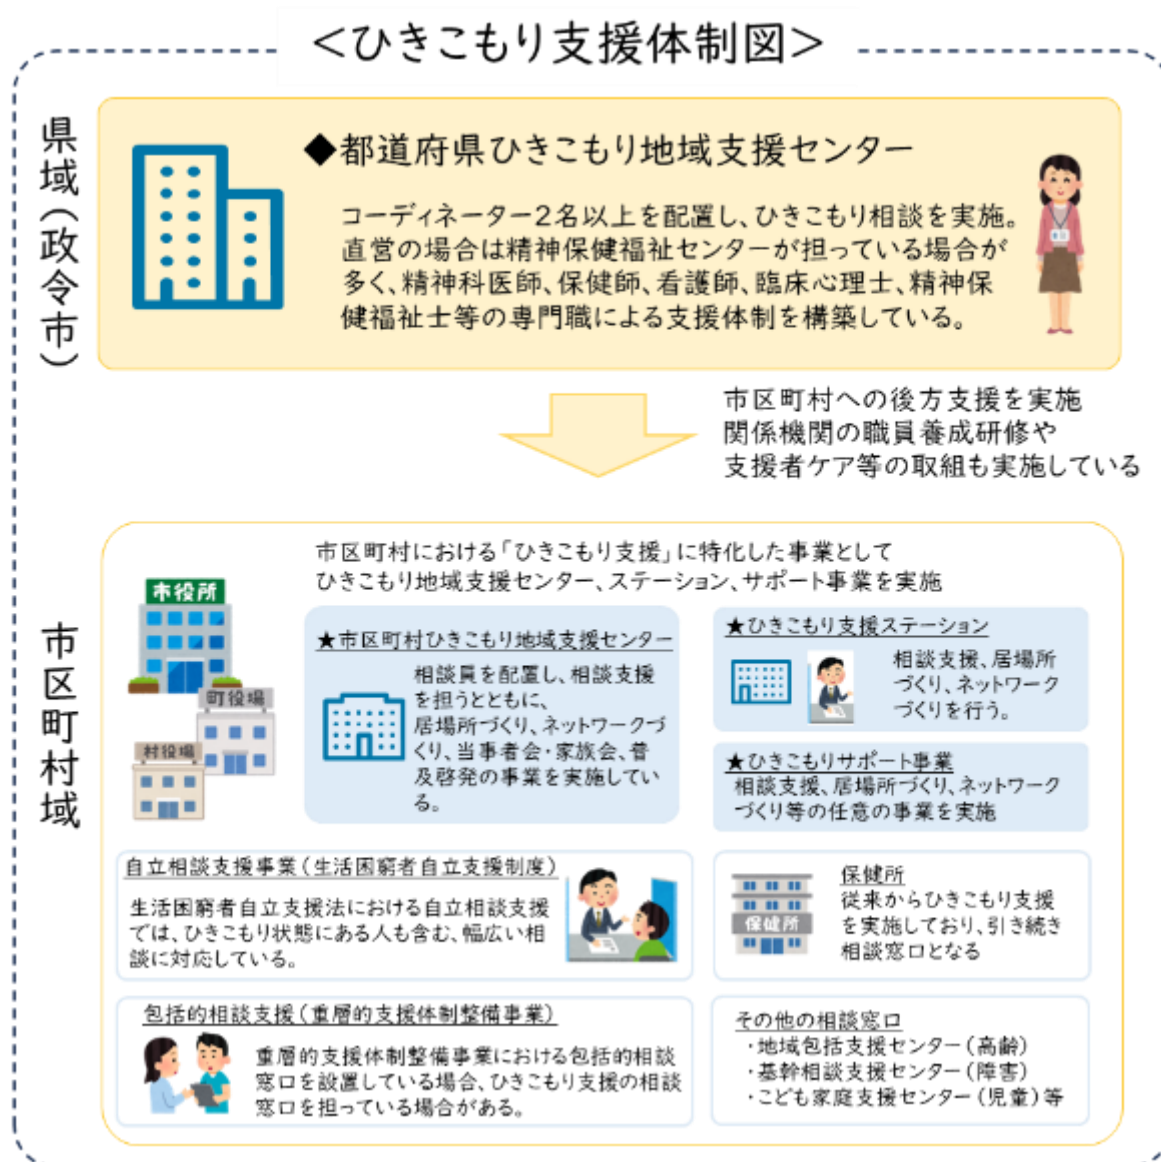 ＜ひきこもり支援体制図＞
県域(政令市)
◆都道府県ひきこもり地域支援センター
コーディネーター2名以上を配置し、ひきこもり相談を実施。
直営の場合は精神保健福祉センターが担っている場合が
多く、精神科医師、保健師、看護師、臨床心理士、精神保
健福祉士等の専門職による支援体制を構築している。
市区町村への後方支援を実施
関係機関の職員養成研修や
支援者ケア等の取組も実施している
市区町村域
市区町村における「ひきこもり支援」に特化した事業として
ひきこもり地域支援センター、ステーション、サポート事業を実施
市役所
町役場
村役場
★市区町村ひきこもり地域支援センター
相談員を配置し、相談支援
を担うとともに、
居場所づくり、ネットワークづ
くり、当事者会・家族会、普
及啓発の事業を実施してい
る。
★ひきこもり支援ステーション
相談支援、居場所
づくり、ネットワーク
づくりを行う。
★ひきこもりサポート事業
相談支援、居場所づくり、ネットワーク
づくり等の任意の事業を実施
自立相談支援事業(生活困窮者自立支援制度)
生活困窮者自立支援法における自立相談支援
では、ひきこもり状態にある人も含む、幅広い相
談に対応している。
保健所
保健所
従来からひきこもり支援
を実施しており、引き続き
相談窓口となる
包括的相談支援(重層的支援体制整備事業)
重層的支援体制整備事業における包括的相談
窓口を設置している場合、ひきこもり支援の相談
窓口を担っている場合がある。
その他の相談窓口
・地域包括支援センター(高齢)
・基幹相談支援センター(障害)
・こども家庭支援センター(児童)等